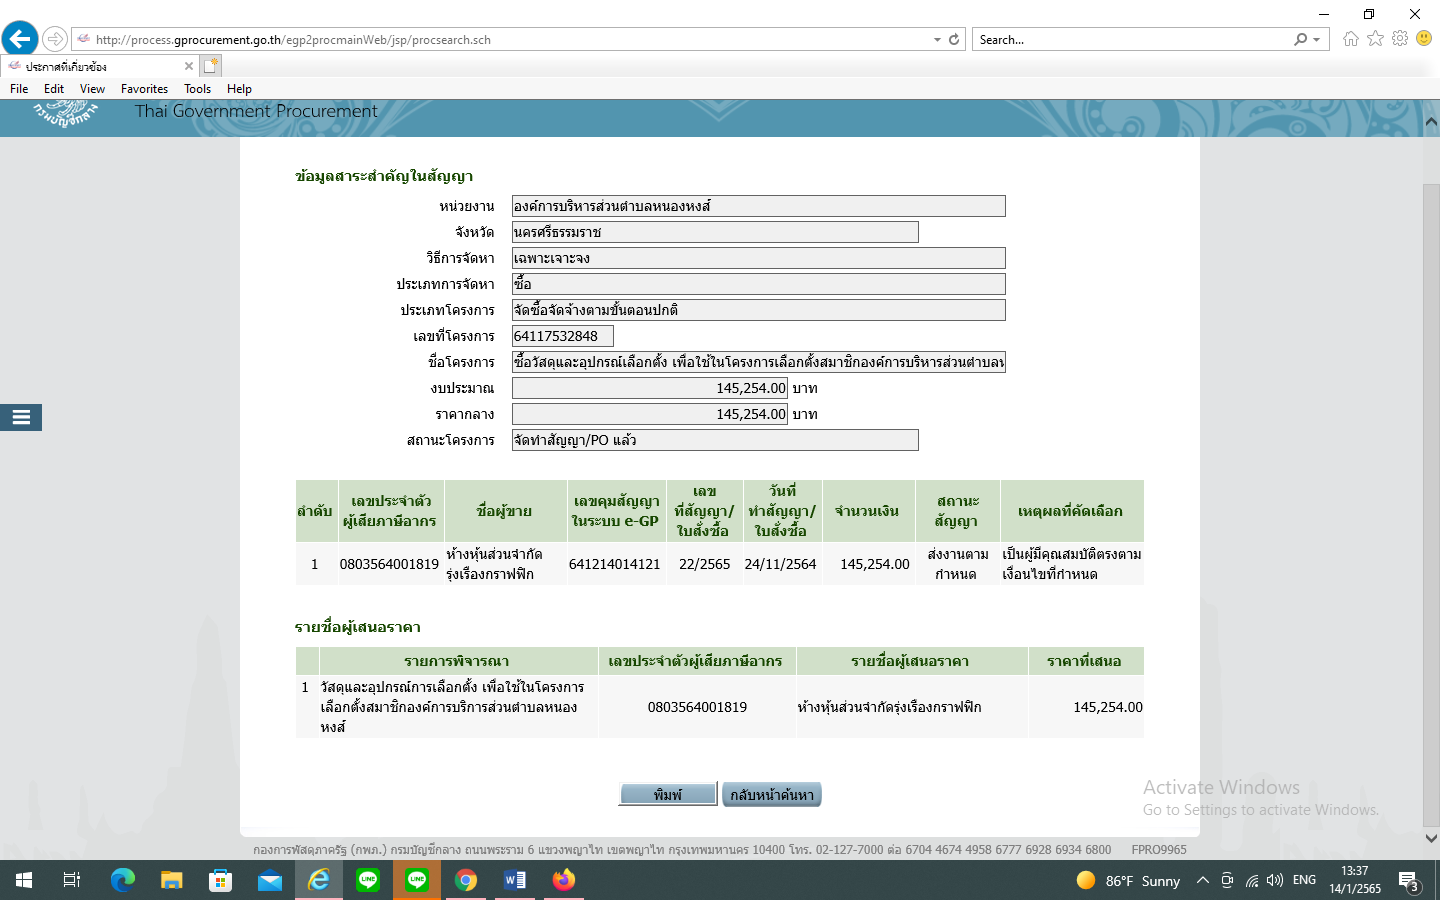 http://process.gprocurement.go.th/egp2procmainWeb/jsp/procsearch.sch
Search...
ประกาศที่เกี่ยวข้อง
File Edit View Favorites Tools Help
กรมบัญชีกลาง
Thai Government Procurement
ข้อมูลสาระสำคัญในสัญญา
หน่วยงาน องค์การบริหารส่วนตำบลหนองหงส์
จังหวัด นครศรีธรรมราช
วิธีการจัดหา เฉพาะเจาะจง
ประเภทการจัดหา ซื้อ
ประเภทโครงการ จัดซื้อจัดจ้างตามขั้นตอนปกติ
เลขที่โครงการ 64117532848
ชื่อโครงการ ซื้อวัสดุและอุปกรณ์เลือกตั้ง เพื่อใช้ในโครงการเลือกตั้งสมาชิกองค์การบริหารส่วนตำบลห
งบประมาณ 145,254.00 บาท
ราคากลาง 145,254.00 บาท
สถานะโครงการ จัดทำสัญญา/PO แล้ว
ลำดับ เลขประจำตัว ผู้เสียภาษีอากร ชื่อผู้ขาย เลขคุมสัญญา ในระบบ e-GP เลข ที่สัญญา/ ใบสั่งซื้อ วันที่ ทำสัญญา/ ใบสั่งซื้อ จำนวนเงิน สถานะ สัญญา เหตุผลที่คัดเลือก
1 0803564001819 ห้างหุ้นส่วนจำกัด รุ่งเรืองกราฟฟิก 641214014121 22/2565 24/11/2564 145,254.00 ส่งงานตาม กำหนด เป็นผู้มีคุณสมบัติตรงตาม เงื่อนไขที่กำหนด
รายชื่อผู้เสนอราคา
รายการพิจารณา เลขประจำตัวผู้เสียภาษีอากร รายชื่อผู้เสนอราคา ราคาที่เสนอ
1 วัสดุและอุปกรณ์การเลือกตั้ง เพื่อใช้ในโครงการ
เลือกตั้งสมาชิกองค์การบริการส่วนตำบลหนอง 0803564001819 ห้างหุ้นส่วนจำกัดรุ่งเรืองกราฟฟิก 145,254.00
หงส์
พิมพ์ กลับหน้าค้นหา
Activate Windows
Go to Settings to activate Windows.
กองการพัสดุภาครัฐ (กพภ.) กรมบัญชีกลาง ถนนพระราม 6 แขวงพญาไท เขตพญาไท กรุงเทพมหานคร 10400 โทร. 02-127-7000 ต่อ 6704 4674 4958 6777 6928 6934 6800 FPRO9965
86°F Sunny ENG 13:37
14/1/2565 3